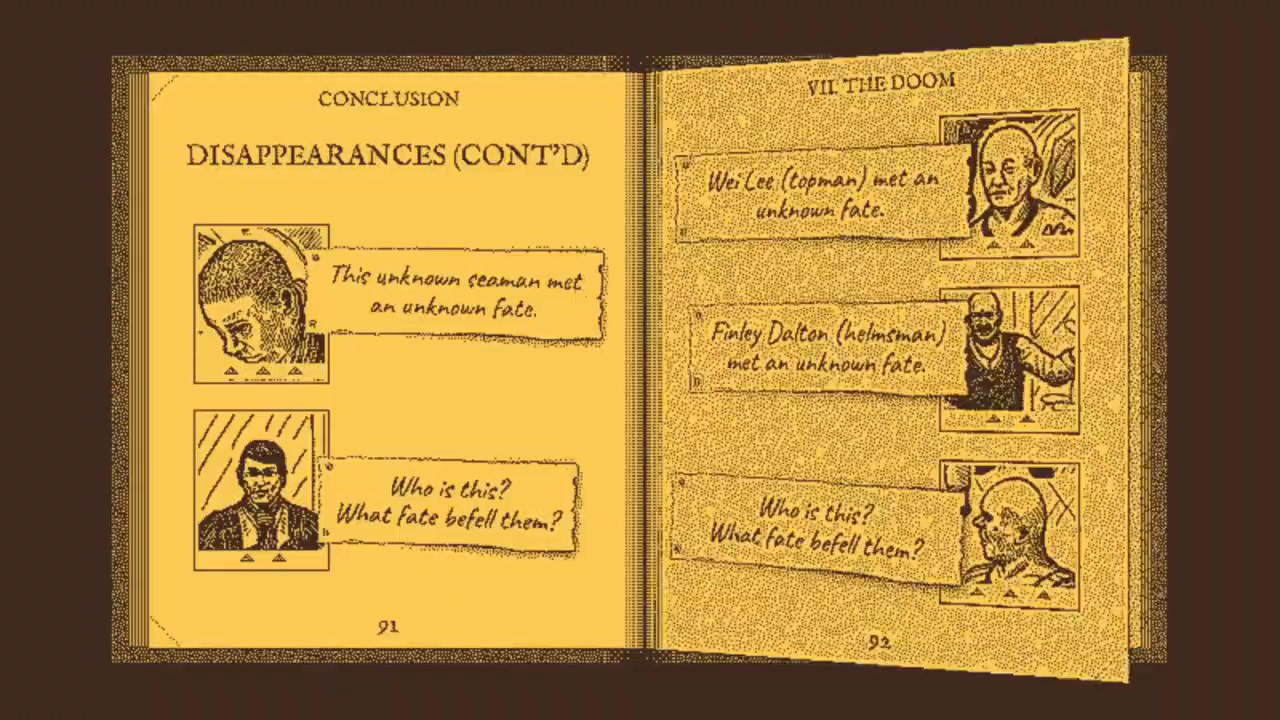 CONCLUSION
DISAPPEARANCES (CONT'D)
This unknown seaman met
an unknown fate.
Who is this?
What fate befell them?
91
VII. THE DOOM
Wei Lee (topman) met an
unknown fate.
Finley Dalton (helmsman)
met an unknown fate.
Who is this?
What fate befell them?
92